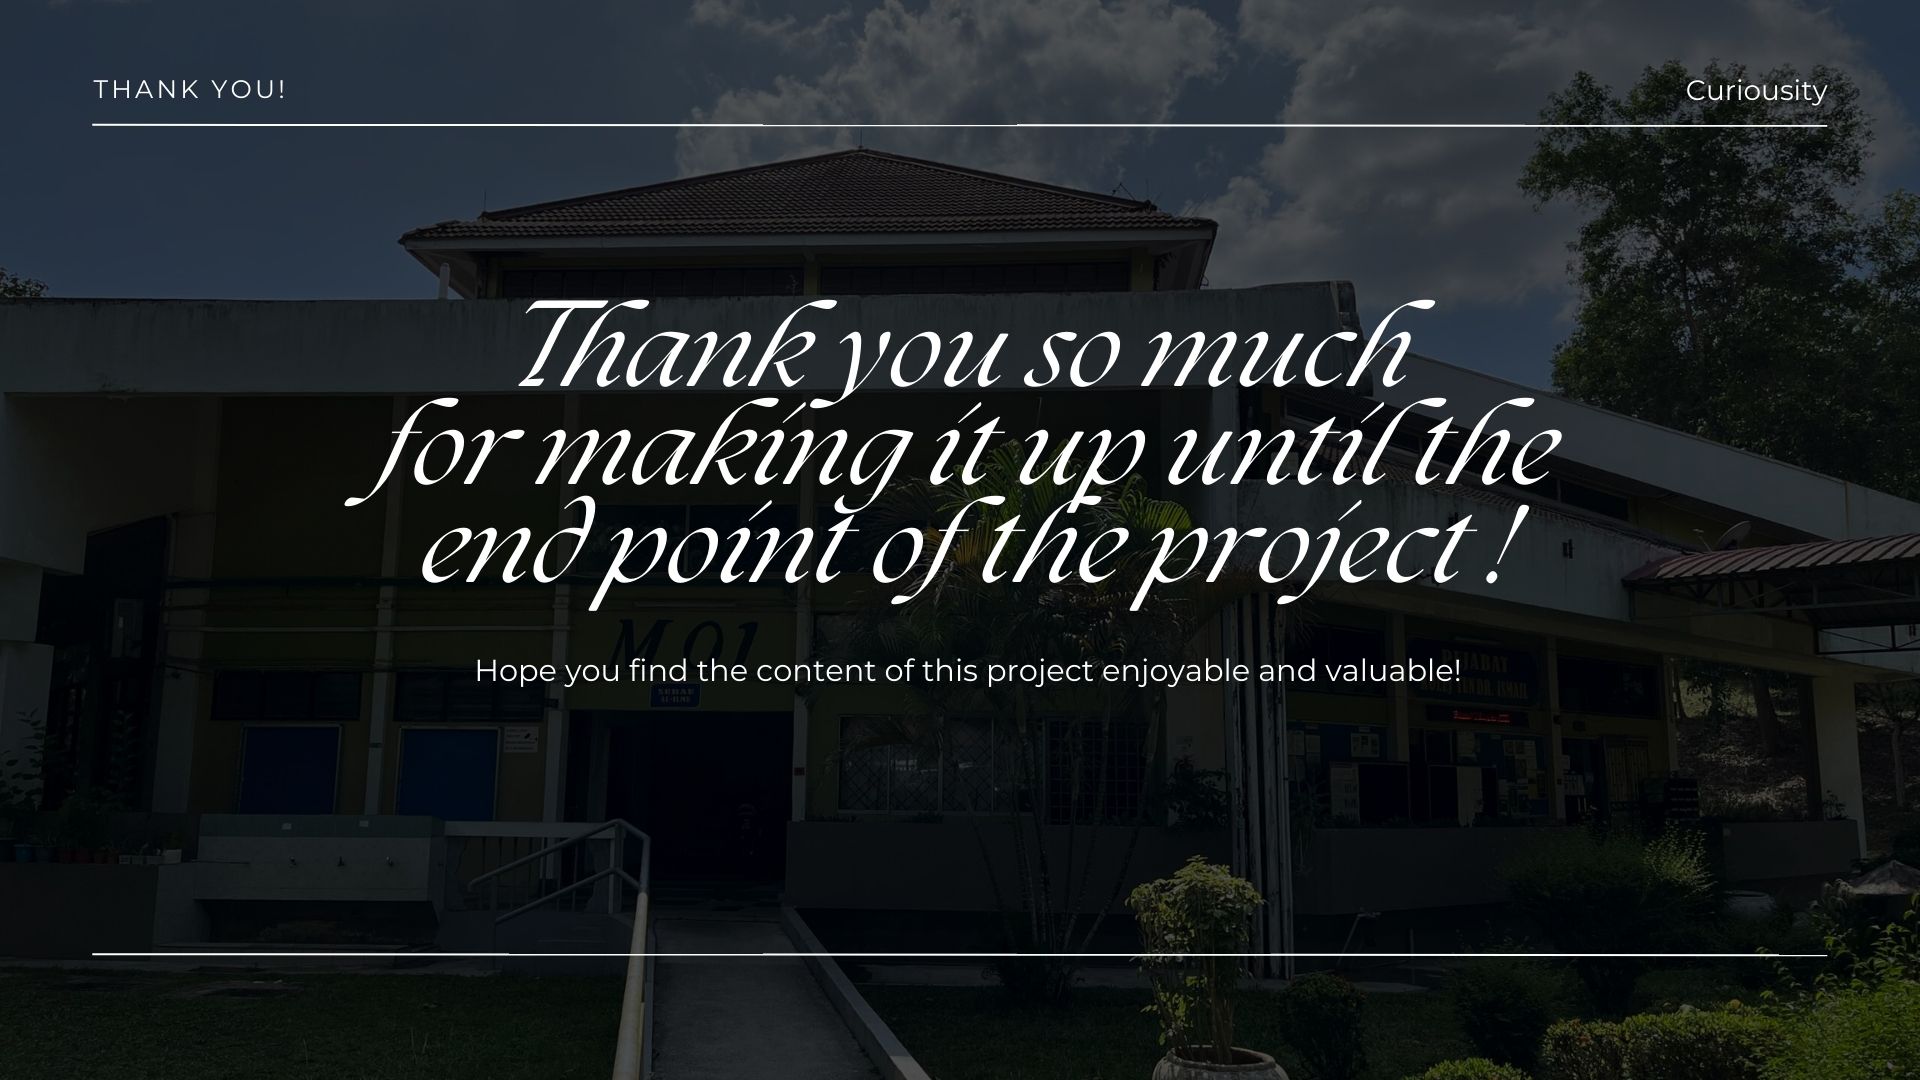 THANK YOU!
Curiousity
Thank you so much
for making it up until the
end point of the project !
M01
Hope you find the content of this project enjoyable and valuable!
PEJABAT